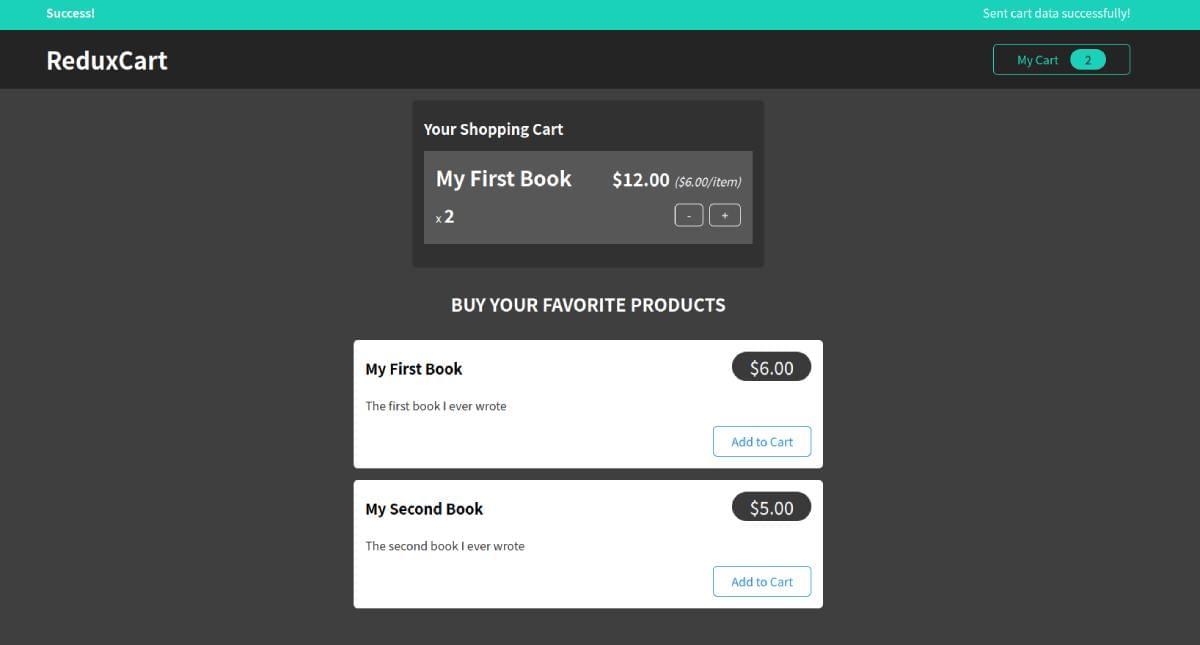 Success! Sent cart data successfully!
ReduxCart My Cart 2
Your Shopping Cart
My First Book $12.00 ($6.00/item)
x 2 - +
BUY YOUR FAVORITE PRODUCTS
My First Book $6.00
The first book I ever wrote
Add to Cart
My Second Book $5.00
The second book I ever wrote
Add to Cart